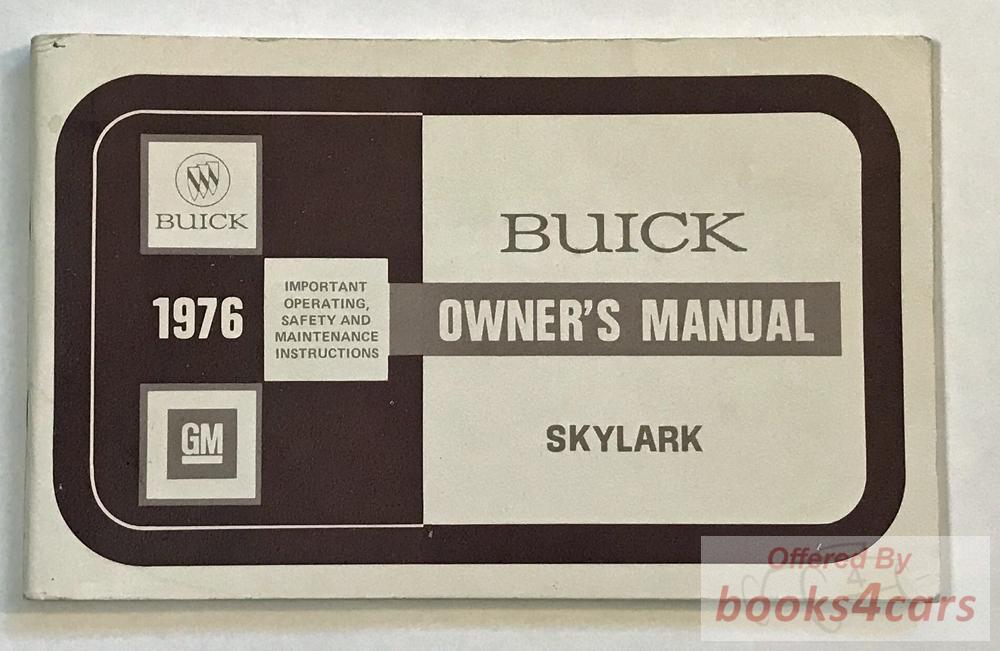 BUICK
1976
IMPORTANT
OPERATING,
SAFETY AND
MAINTENANCE
INSTRUCTIONS
GM
BUICK
OWNER'S MANUAL
SKYLARK
Offered By
books4cars